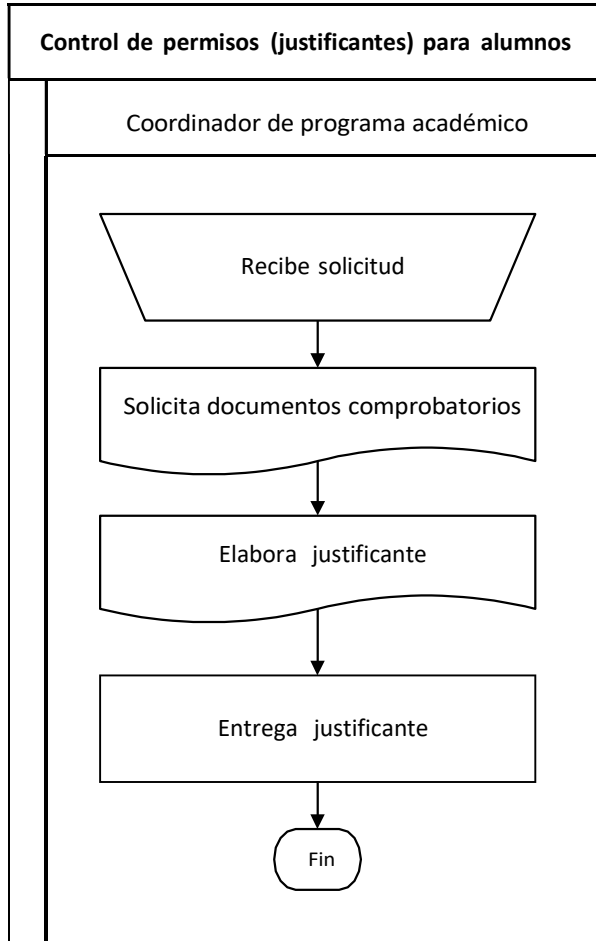 Control de permisos (justificantes) para alumnos
Coordinador de programa académico
Recibe solicitud
Solicita documentos comprobatorios
Elabora justificante
Entrega justificante
Fin